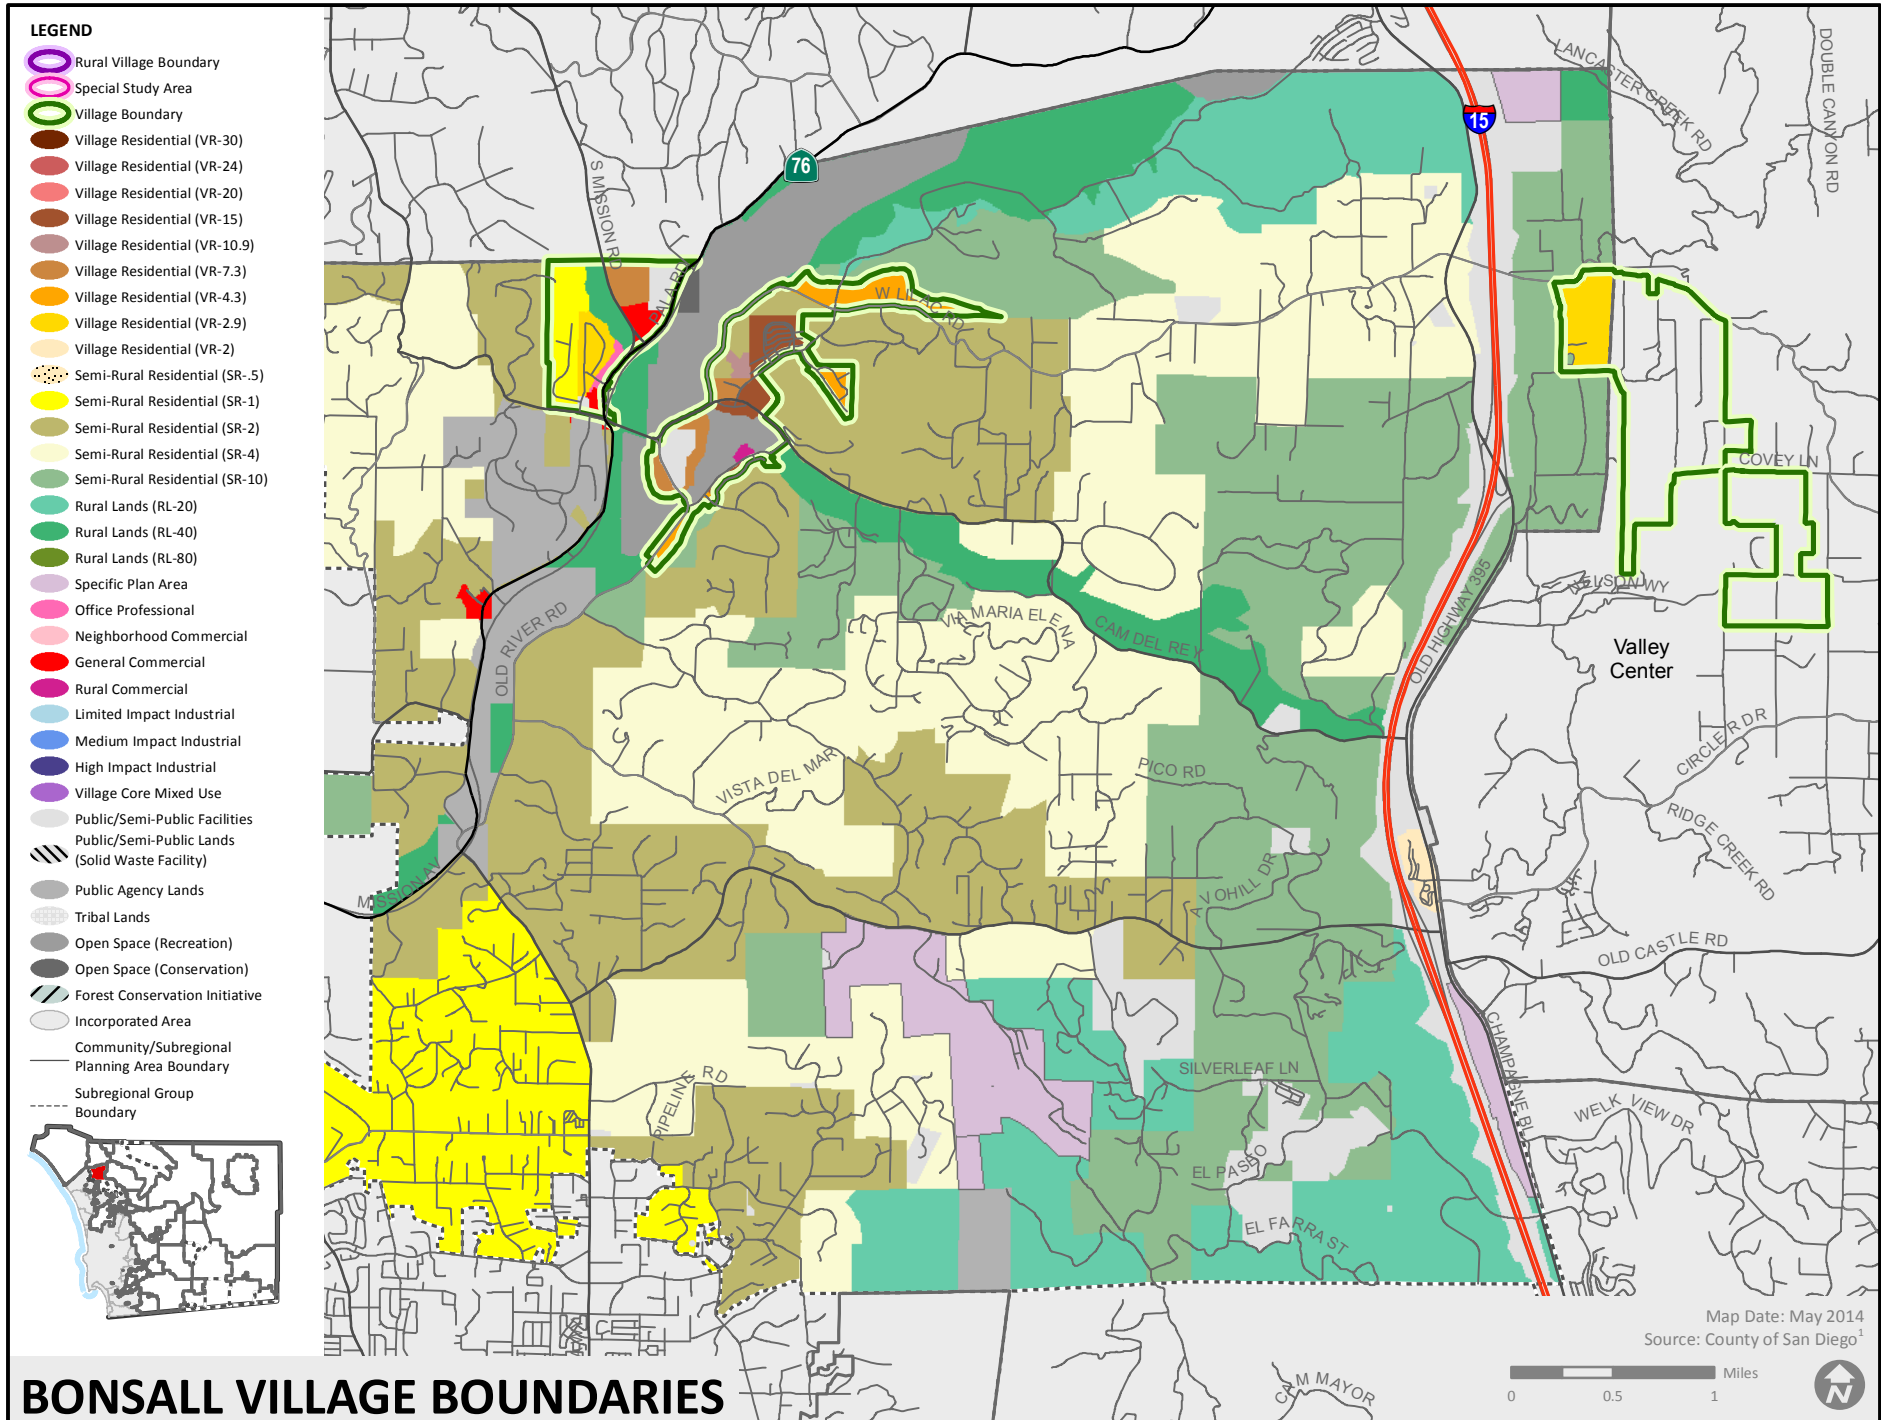 LEGEND
Rural Village Boundary
Special Study Area
Village Boundary
Village Residential (VR-30)
Village Residential (VR-24)
Village Residential (VR-20)
Village Residential (VR-15)
Village Residential (VR-10.9)
Village Residential (VR-7.3)
Village Residential (VR-4.3)
Village Residential (VR-2.9)
Village Residential (VR-2)
Semi-Rural Residential (SR-.5)
Semi-Rural Residential (SR-1)
Semi-Rural Residential (SR-2)
Semi-Rural Residential (SR-4)
Semi-Rural Residential (SR-10)
Rural Lands (RL-20)
Rural Lands (RL-40)
Rural Lands (RL-80)
Specific Plan Area
Office Professional
Neighborhood Commercial
General Commercial
Rural Commercial
Limited Impact Industrial
Medium Impact Industrial
High Impact Industrial
Village Core Mixed Use
Public/Semi-Public Facilities
Public/Semi-Public Lands
(Solid Waste Facility)
Public Agency Lands
Tribal Lands
Open Space (Recreation)
Open Space (Conservation)
Forest Conservation Initiative
Incorporated Area
Community/Subregional
Planning Area Boundary
Subregional Group
Boundary
LANCASTER CREEK RD
DOUBLE CANYON RD
15
76
S MISSION RD
PALA RD
W LILAC RD
COVEY LN
NELSON WY
OLD HIGHWAY 395
VIA MARIA ELENA
CAM DEL REY
OLD RIVER RD
Valley
Center
CIRCLE R DR
PICO RD
VISTA DEL MAR
RIDGE CREEK RD
AVOHILL DR
MISSION AV
OLD CASTLE RD
CHAMPAGNE BL
SILVERLEAF LN
PIPELINE RD
WELK VIEW DR
EL PASEO
EL FARRA ST
CAM MAYOR
Map Date: May 2014
Source: County of San Diego1
Miles
0 0.5 1
N
BONSALL VILLAGE BOUNDARIES